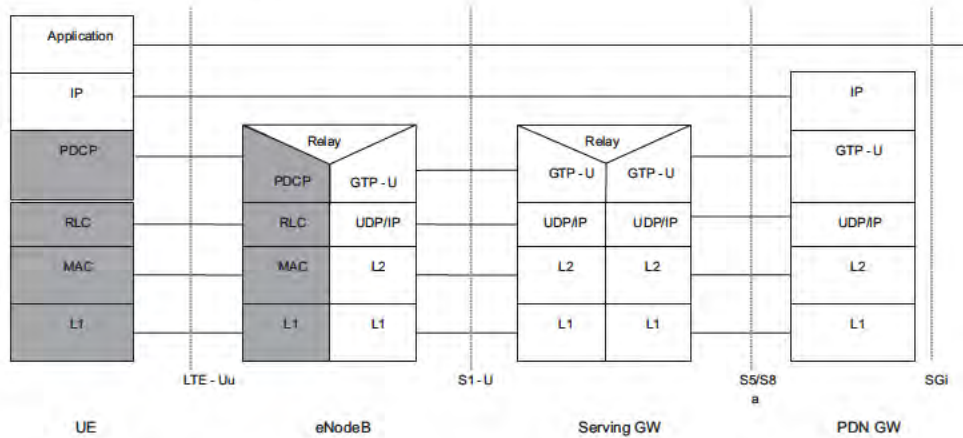 Application
IP
IP
Relay
Relay
PDCP
GTP - U
PDCP
GTP - U
GTP - U
GTP - U
RLC
RLC
UDP/IP
UDP/IP
UDP/IP
UDP/IP
MAC
MAC
L2
L2
L2
L2
L1
L1
L1
L1
L1
L1
LTE - Uu
S1 - U
S5/S8
a
SGi
UE
eNodeB
Serving GW
PDN GW